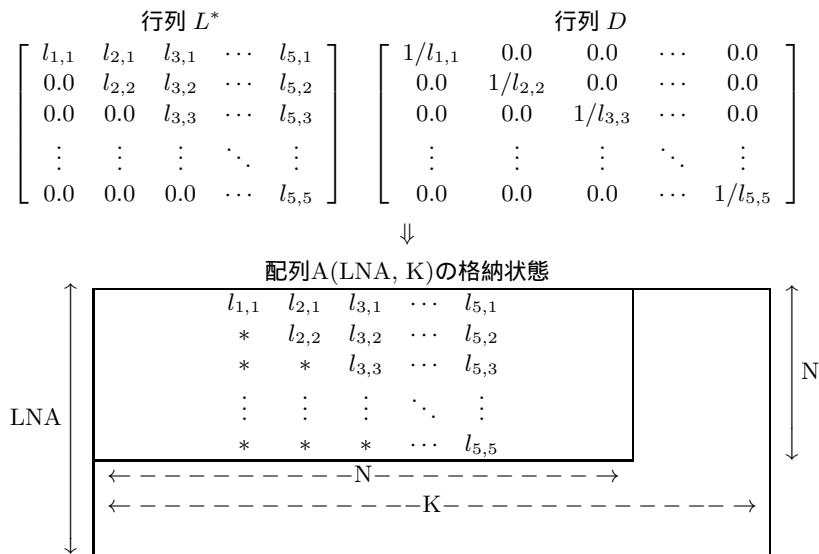 行列 L* 行列 D
l1,1 l2,1 l3,1 ⋯ l5,1 1/l1,1 0.0 0.0 ⋯ 0.0
0.0 l2,2 l3,2 ⋯ l5,2 0.0 1/l2,2 0.0 ⋯ 0.0
0.0 0.0 l3,3 ⋯ l5,3 0.0 0.0 1/l3,3 ⋯ 0.0
⋮ ⋮ ⋮ ⋱ ⋮ ⋮ ⋮ ⋮ ⋱ ⋮
0.0 0.0 0.0 ⋯ l5,5 0.0 0.0 0.0 ⋯ 1/l5,5
⇓
配列A(LNA, K)の格納状態
l1,1 l2,1 l3,1 ⋯ l5,1
* l2,2 l3,2 ⋯ l5,2
* * l3,3 ⋯ l5,3
⋮ ⋮ ⋮ ⋱ ⋮
* * * ⋯ l5,5
N
LNA
N
K